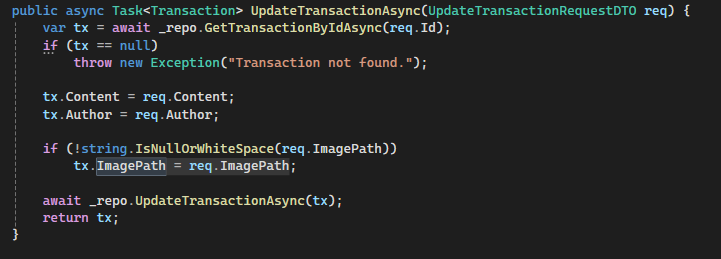 public async Task<Transaction> UpdateTransactionAsync(UpdateTransactionRequestDTO req) {
    var tx = await _repo.GetTransactionByIdAsync(req.Id);
    if (tx == null)
        throw new Exception("Transaction not found.");

    tx.Content = req.Content;
    tx.Author = req.Author;

    if (!string.IsNullOrWhiteSpace(req.ImagePath))
        tx.ImagePath = req.ImagePath;

    await _repo.UpdateTransactionAsync(tx);
    return tx;
}